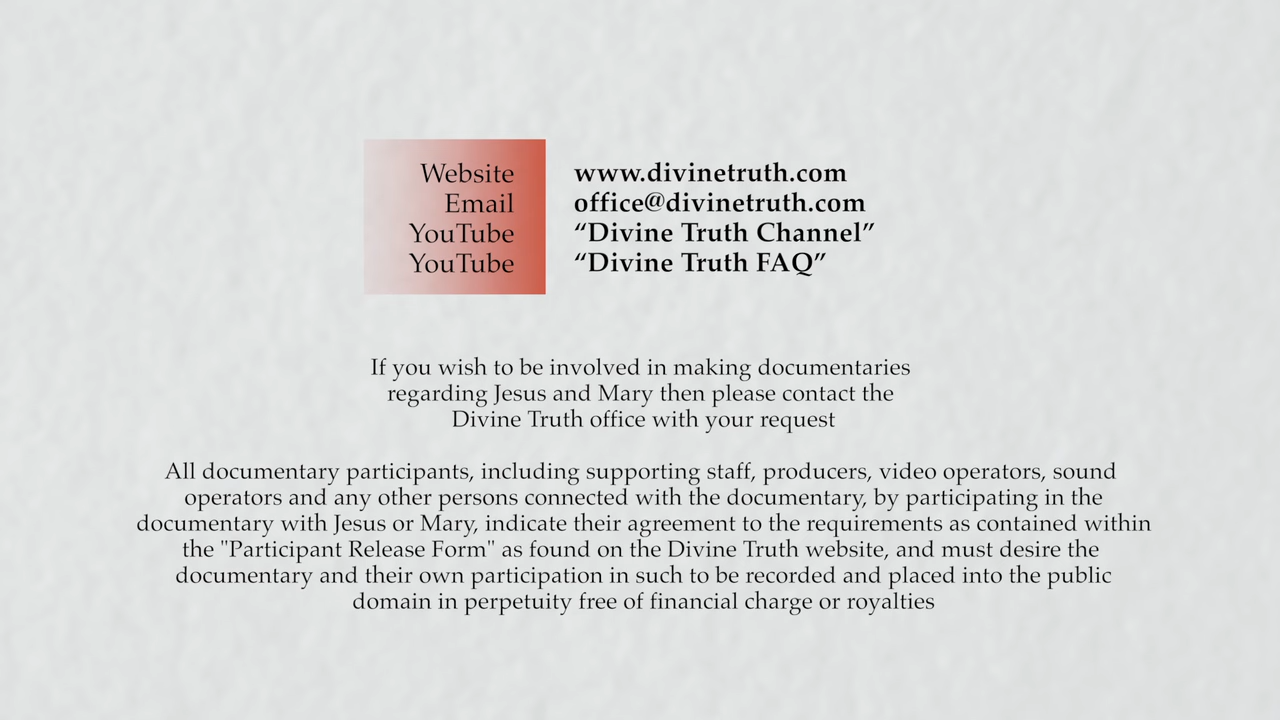 Website www.divinetruth.com
Email office@divinetruth.com
YouTube “Divine Truth Channel”
YouTube “Divine Truth FAQ”
If you wish to be involved in making documentaries
regarding Jesus and Mary then please contact the
Divine Truth office with your request
All documentary participants, including supporting staff, producers, video operators, sound
operators and any other persons connected with the documentary, by participating in the
documentary with Jesus or Mary, indicate their agreement to the requirements as contained within
the "Participant Release Form" as found on the Divine Truth website, and must desire the
documentary and their own participation in such to be recorded and placed into the public
domain in perpetuity free of financial charge or royalties